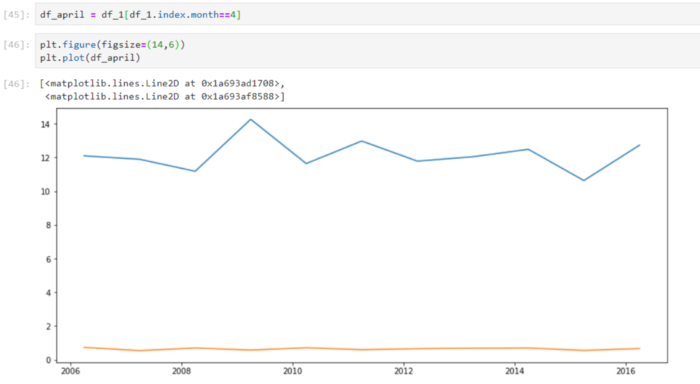 [45]: df_april = df_1[df_1.index.month==4]
[46]: plt.figure(figsize=(14,6))
plt.plot(df_april)
[46]: [<matplotlib.lines.Line2D at 0x1a693ad1708>,
<matplotlib.lines.Line2D at 0x1a693af8588>]
14
12
10
8
6
4
2
0
2006 2008 2010 2012 2014 2016